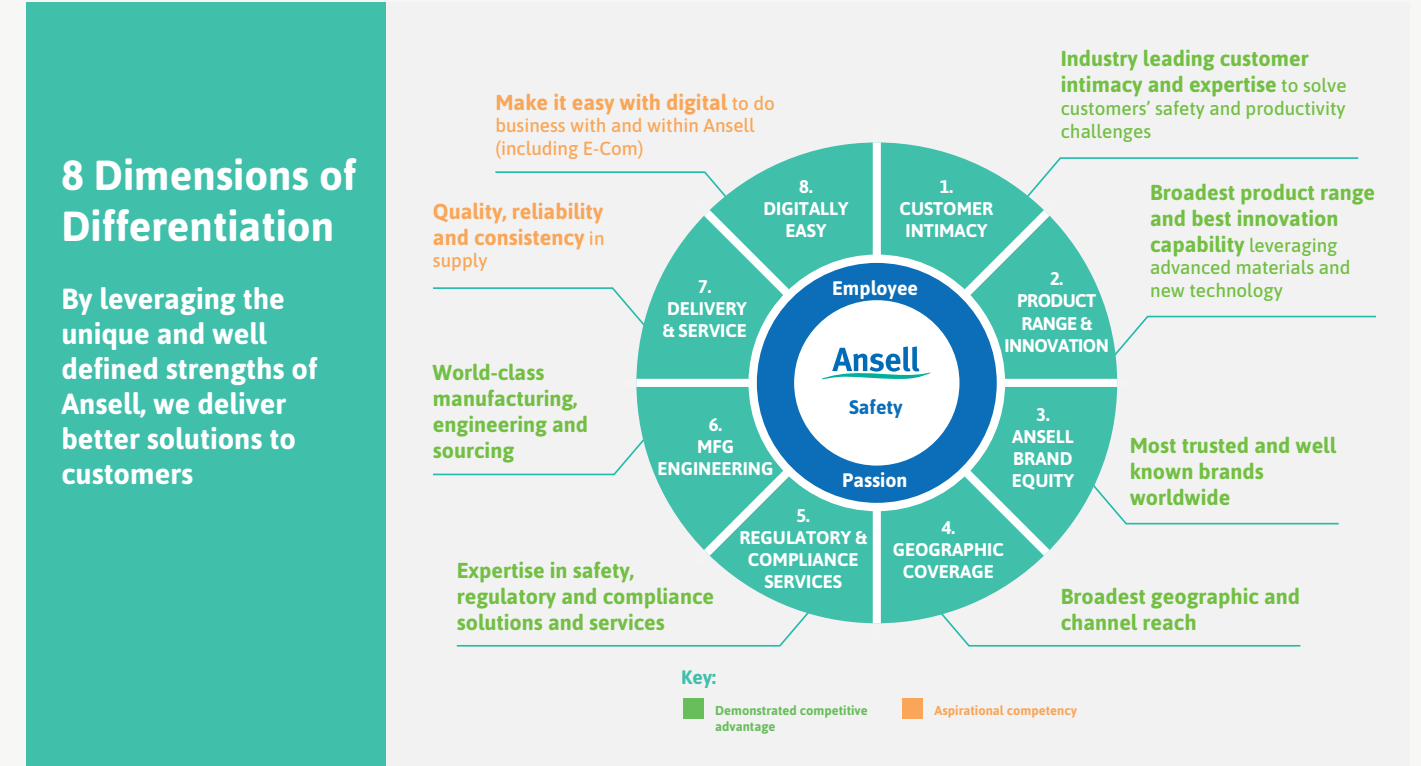 8 Dimensions of
Differentiation
By leveraging the
unique and well
defined strengths of
Ansell, we deliver
better solutions to
customers
Make it easy with digital to do
business with and within Ansell
(including E-Com)
Quality, reliability
and consistency in
supply
World-class
manufacturing,
engineering and
sourcing
Expertise in safety,
regulatory and compliance
solutions and services
Industry leading customer
intimacy and expertise to solve
customers’ safety and productivity
challenges
Broadest product range
and best innovation
capability leveraging
advanced materials and
new technology
Most trusted and well
known brands
worldwide
Broadest geographic and
channel reach
1.
CUSTOMER
INTIMACY
2.
PRODUCT
RANGE &
INNOVATION
3.
ANSELL
BRAND
EQUITY
4.
GEOGRAPHIC
COVERAGE
5.
REGULATORY &
COMPLIANCE
SERVICES
6.
MFG
ENGINEERING
7.
DELIVERY
& SERVICE
8.
DIGITALLY
EASY
Employee
Ansell
Safety
Passion
Key:
Demonstrated competitive
advantage
Aspirational competency